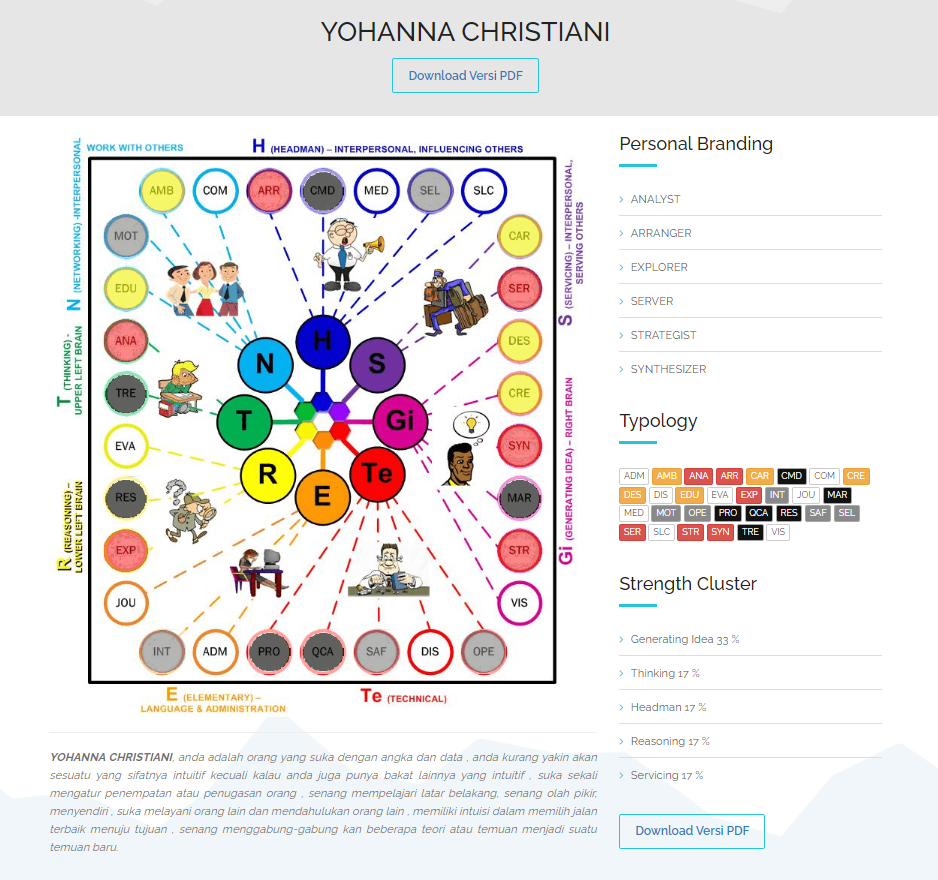 YOHANNA CHRISTIANI
Download Versi PDF
WORK WITH OTHERS
H (HEADMAN) – INTERPERSONAL, INFLUENCING OTHERS
N (NETWORKING) -INTERPERSONAL
T (THINKING) -
UPPER LEFT BRAIN
R (REASONING) –
LOWER LEFT BRAIN
S (SERVICING) – INTERPERSONAL,
SERVING OTHERS
Gi (GENERATING IDEA) – RIGHT BRAIN
AMB COM ARR CMD MED SEL SLC
MOT CAR
EDU SER
ANA DES
TRE CRE
EVA SYN
RES MAR
EXP STR
JOU VIS
INT ADM PRO QCA SAF DIS OPE
H
N S
T Gi
R Te
E
E (ELEMENTARY) –
LANGUAGE & ADMINISTRATION
Te (TECHNICAL)
YOHANNA CHRISTIANI, anda adalah orang yang suka dengan angka dan data , anda kurang yakin akan
sesuatu yang sifatnya intuitif kecuali kalau anda juga punya bakat lainnya yang intuitif , suka sekali
mengatur penempatan atau penugasan orang , senang mempelajari latar belakang, senang olah pikir,
menyendiri , suka melayani orang lain dan mendahulukan orang lain , memiliki intuisi dalam memilih jalan
terbaik menuju tujuan , senang menggabung-gabung kan beberapa teori atau temuan menjadi suatu
temuan baru.
Personal Branding
ANALYST
ARRANGER
EXPLORER
SERVER
STRATEGIST
SYNTHESIZER
Typology
ADM AMB ANA ARR CAR CMD COM CRE
DES DIS EDU EVA EXP INT JOU MAR
MED MOT OPE PRO QCA RES SAF SEL
SER SLC STR SYN TRE VIS
Strength Cluster
Generating Idea 33 %
Thinking 17 %
Headman 17 %
Reasoning 17 %
Servicing 17 %
Download Versi PDF